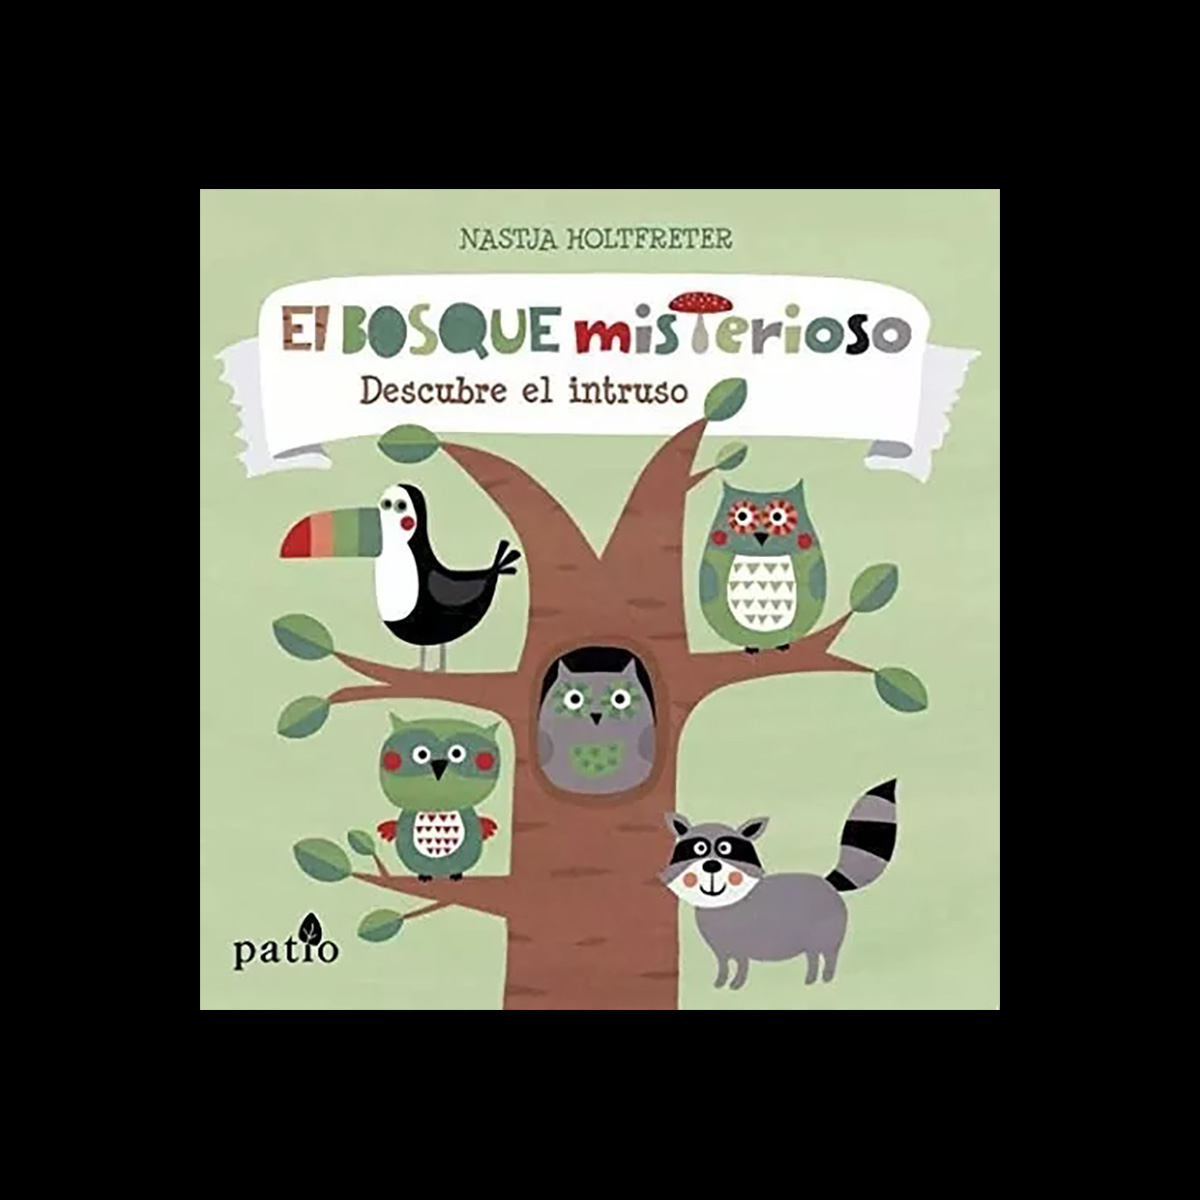 NASTJA HOLTFRETER
El BOSQUE misTerioso
Descubre el intruso
patio